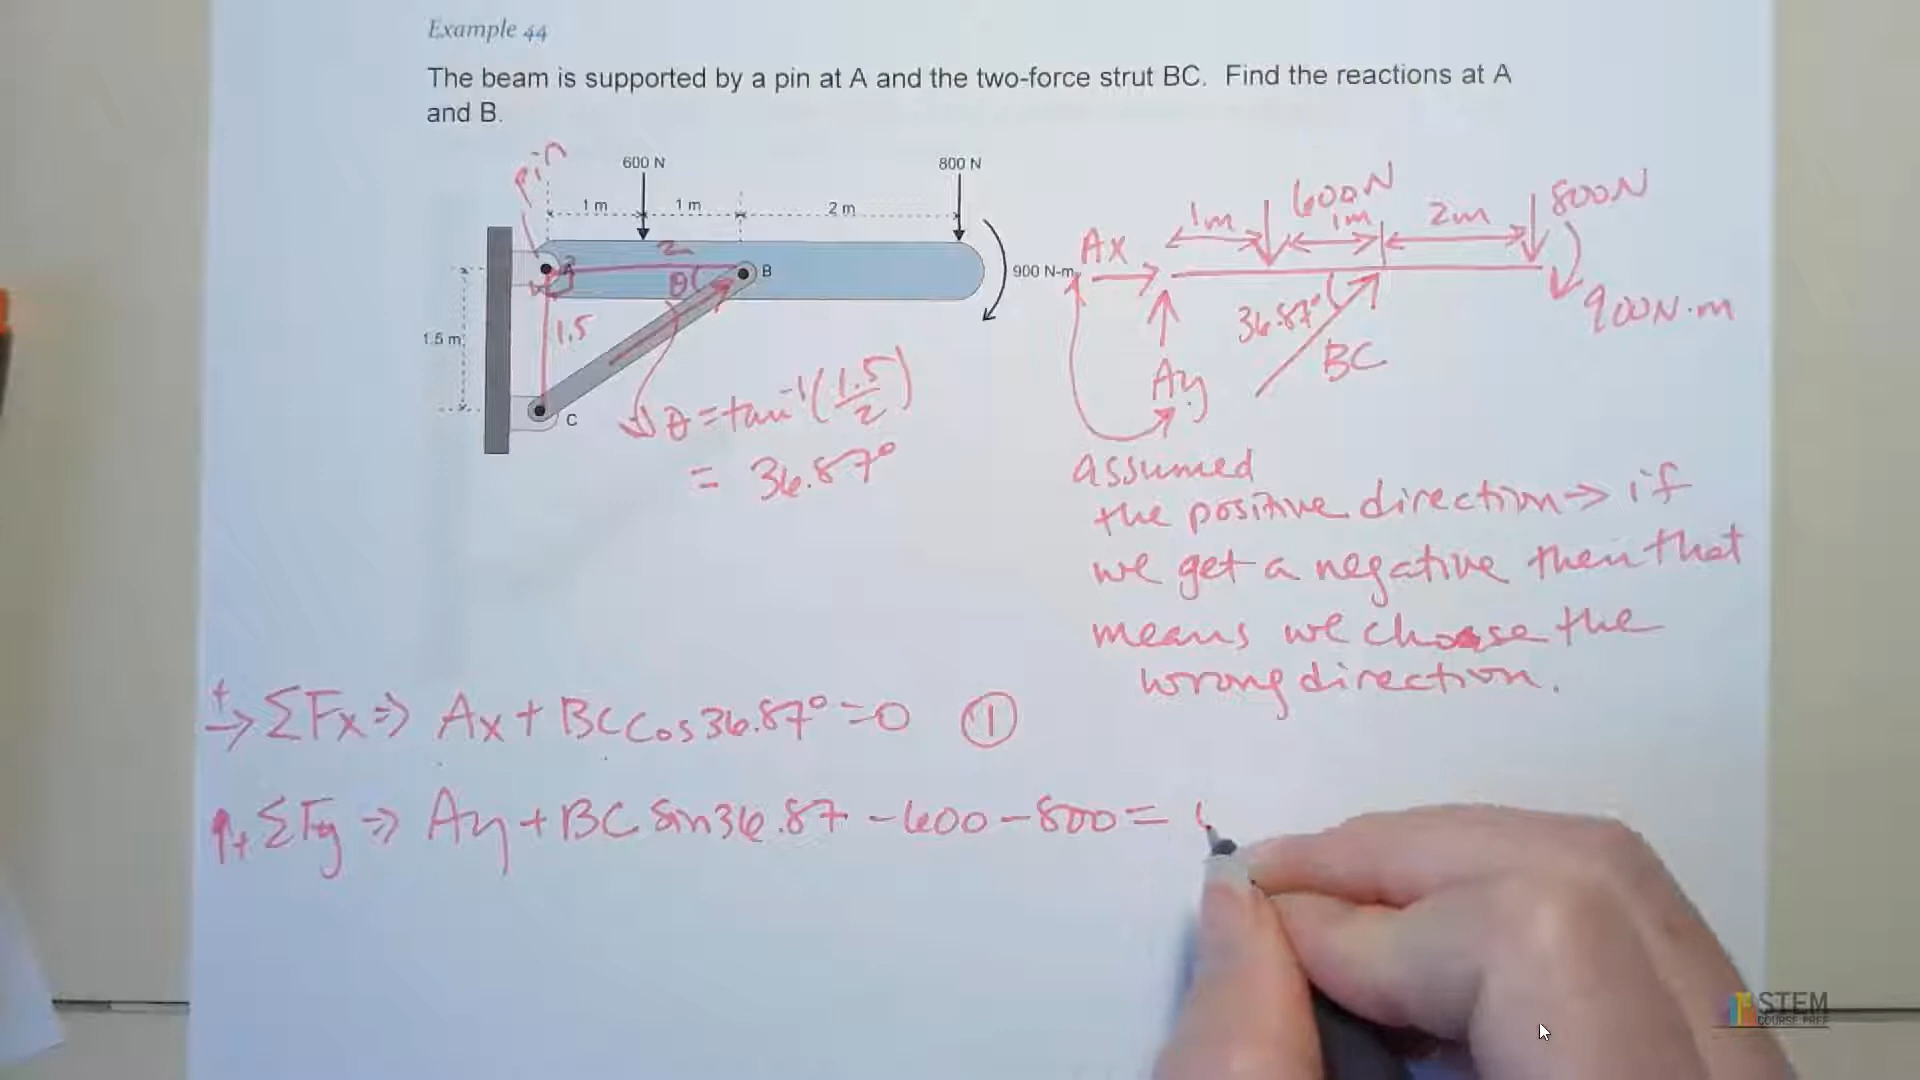 Example 44
The beam is supported by a pin at A and the two-force strut BC. Find the reactions at A
and B.
pin
600 N
800 N
1 m
1 m
2 m
2
A
θ
B
900 N-m
1.5 m
1.5
C
θ = tan⁻¹(1.5/2)
= 36.87°
600N
800N
1m
1m
2m
Ax
900N·m
36.87°
BC
Ay
assumed
the positive direction → if
we get a negative then that
means we choose the
wrong direction.
+→ ΣFx ⇒ Ax + BC Cos 36.87° = 0 ①
↑+ ΣFy ⇒ Ay + BC Sin 36.87 - 600 - 800 =
STEM
COURSE PREP